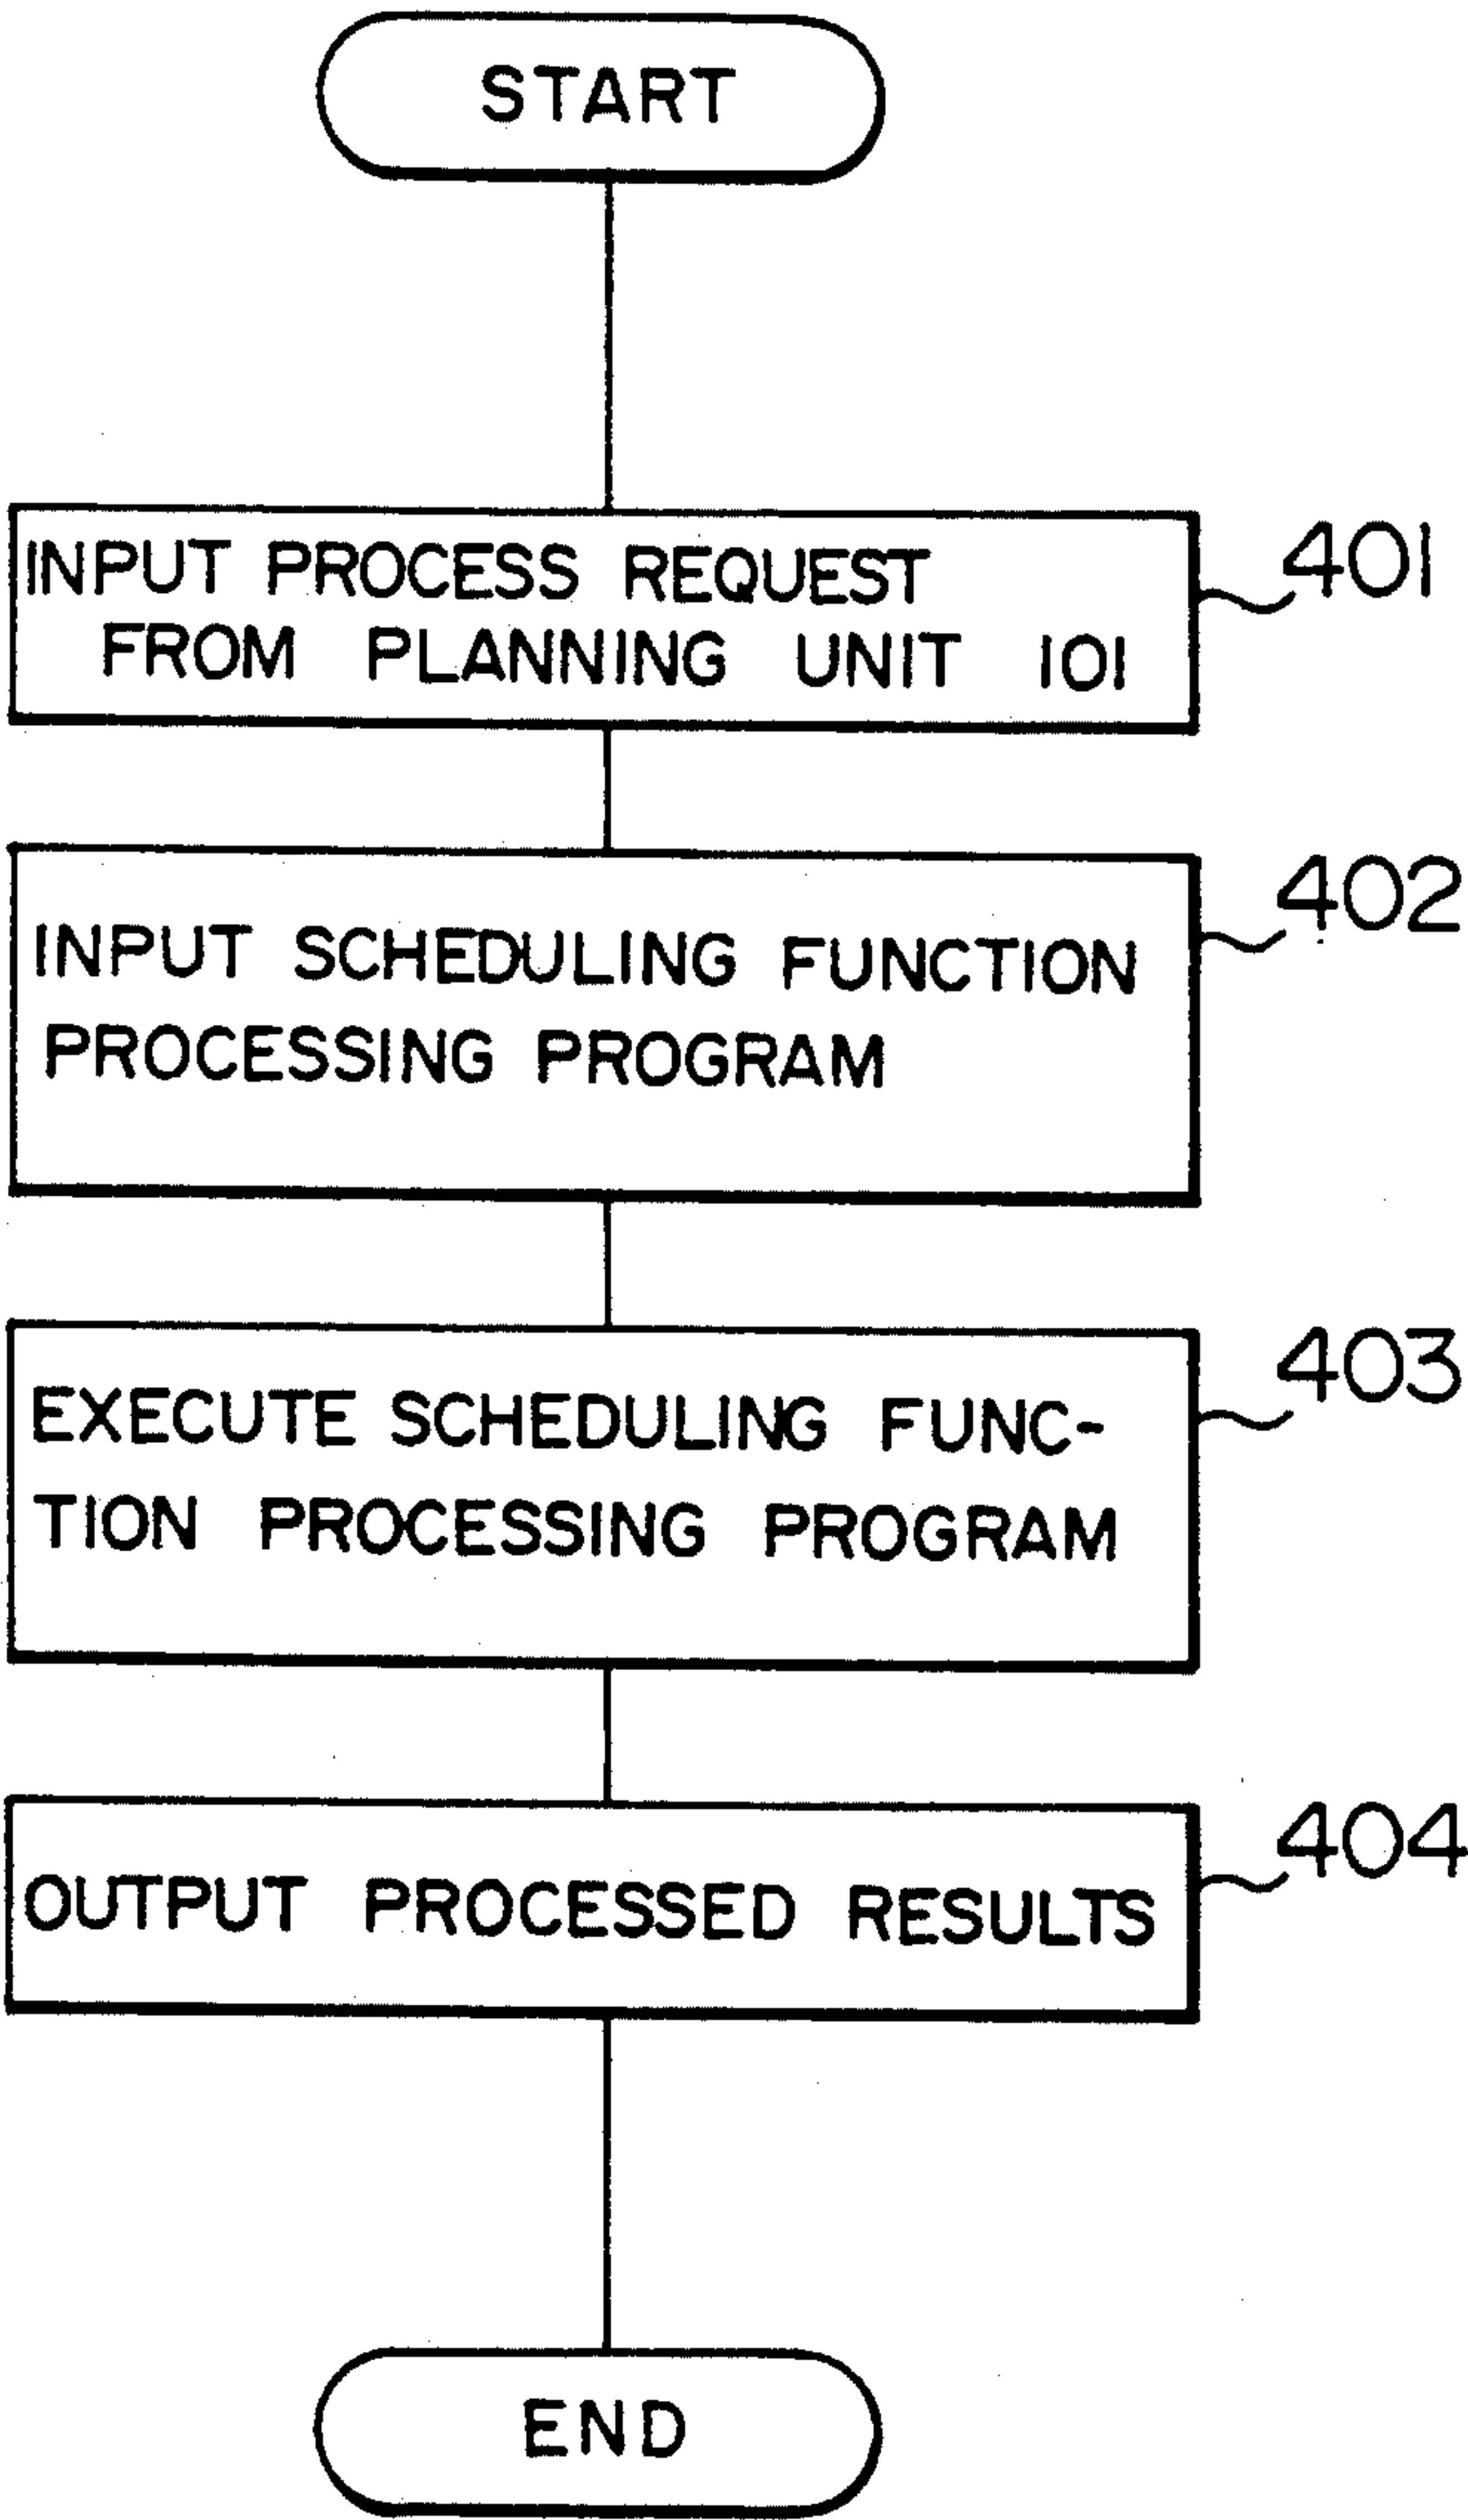 START
INPUT PROCESS REQUEST
FROM PLANNING UNIT 101
401
INPUT SCHEDULING FUNCTION
PROCESSING PROGRAM
402
EXECUTE SCHEDULING FUNC-
TION PROCESSING PROGRAM
403
OUTPUT PROCESSED RESULTS
404
END